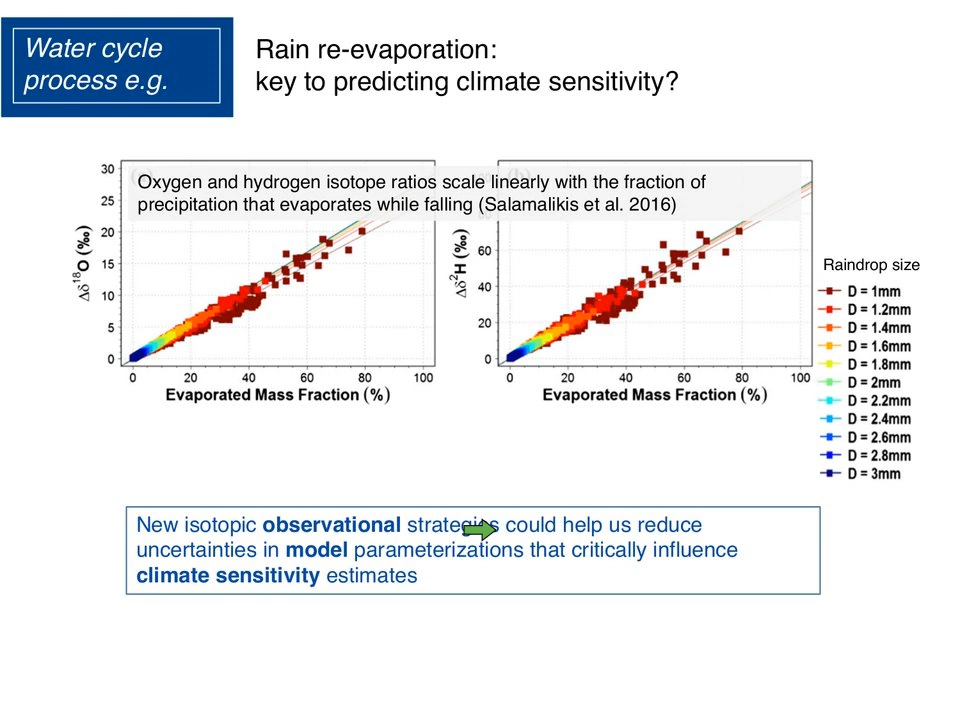 Water cycle
process e.g.
Rain re-evaporation:
key to predicting climate sensitivity?
Oxygen and hydrogen isotope ratios scale linearly with the fraction of
precipitation that evaporates while falling (Salamalikis et al. 2016)
30
25
20
15
10
5
0
Δδ¹⁸O (‰)
0 20 40 60 80 100
Evaporated Mass Fraction (%)
60
40
20
0
Δδ²H (‰)
0 20 40 60 80 100
Evaporated Mass Fraction (%)
Raindrop size
D = 1mm
D = 1.2mm
D = 1.4mm
D = 1.6mm
D = 1.8mm
D = 2mm
D = 2.2mm
D = 2.4mm
D = 2.6mm
D = 2.8mm
D = 3mm
New isotopic observational strategies could help us reduce
uncertainties in model parameterizations that critically influence
climate sensitivity estimates